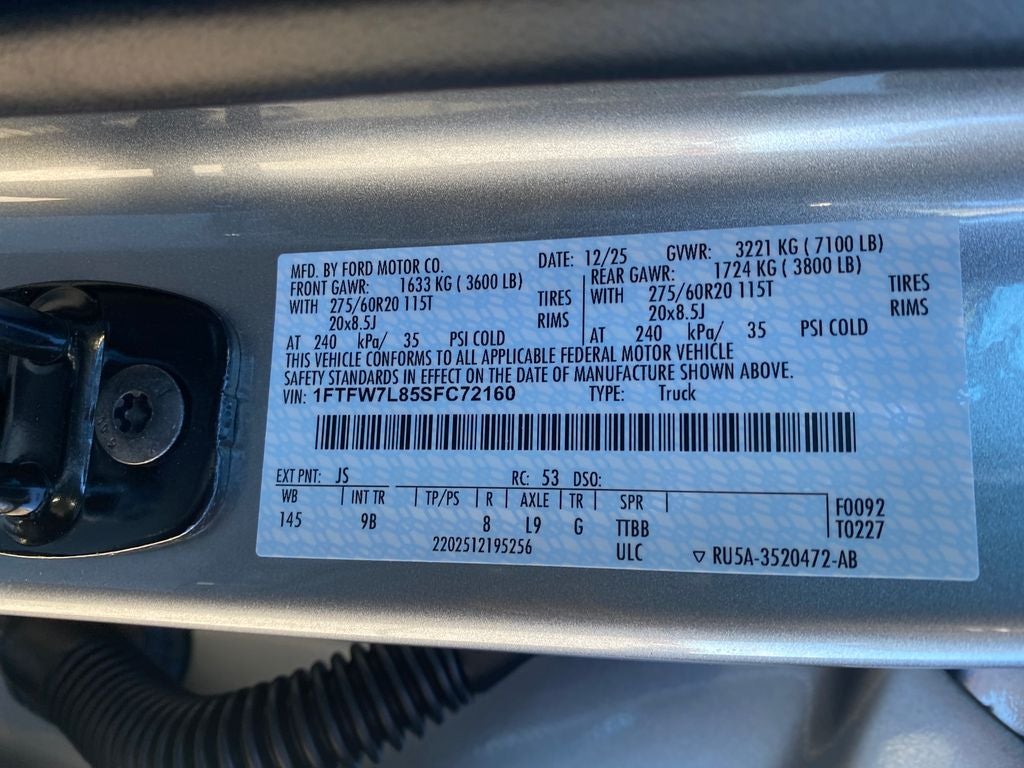 MFD. BY FORD MOTOR CO. DATE: 12/25 GVWR: 3221 KG ( 7100 LB)
FRONT GAWR: 1633 KG ( 3600 LB) REAR GAWR: 1724 KG ( 3800 LB)
WITH 275/60R20 115T TIRES WITH 275/60R20 115T TIRES
20x8.5J RIMS 20x8.5J RIMS
AT 240 kPa/ 35 PSI COLD AT 240 kPa/ 35 PSI COLD
THIS VEHICLE CONFORMS TO ALL APPLICABLE FEDERAL MOTOR VEHICLE
SAFETY STANDARDS IN EFFECT ON THE DATE OF MANUFACTURE SHOWN ABOVE.
VIN: 1FTFW7L85SFC72160 TYPE: Truck
EXT PNT: JS RC: 53 DSO:
WB INT TR TP/PS R AXLE TR SPR F0092
145 9B 8 L9 G TTBB T0227
2202512195256 ULC ▽ RU5A-3520472-AB